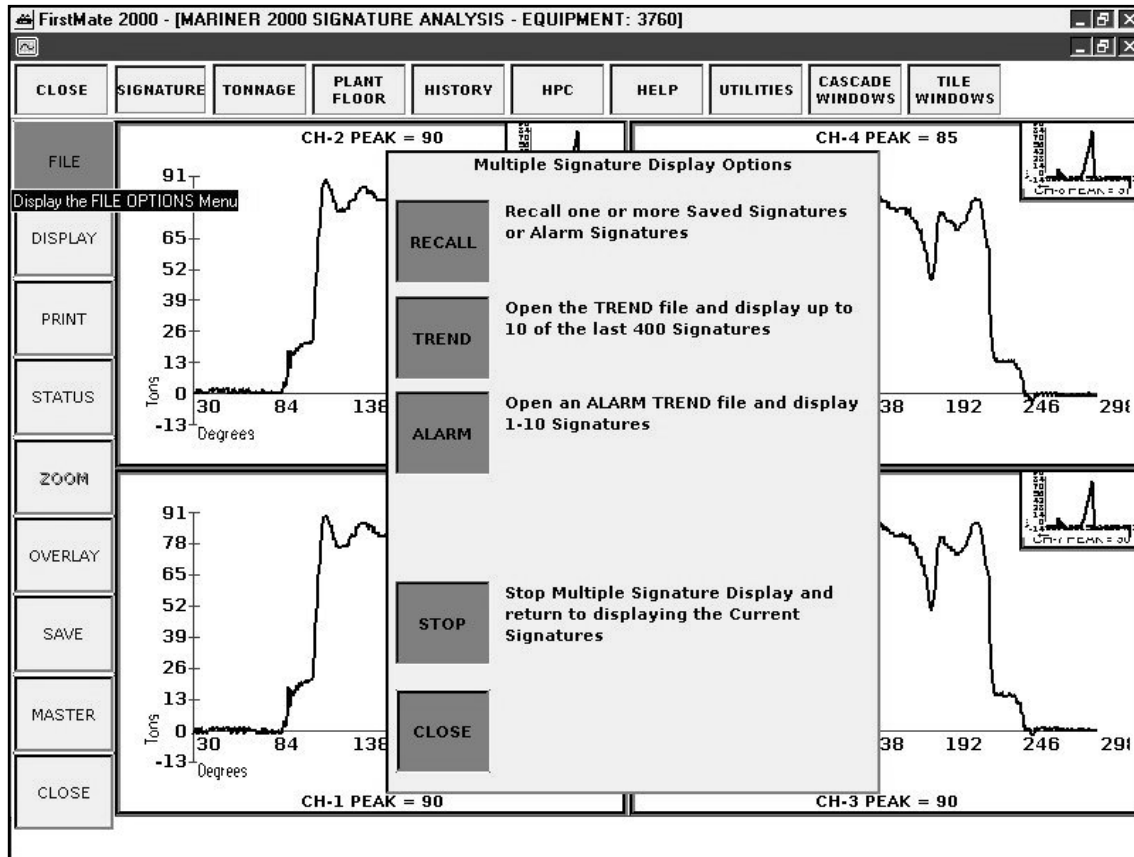 FirstMate 2000 - [MARINER 2000 SIGNATURE ANALYSIS - EQUIPMENT: 3760]
CLOSE
SIGNATURE
TONNAGE
PLANT
FLOOR
HISTORY
HPC
HELP
UTILITIES
CASCADE
WINDOWS
TILE
WINDOWS
FILE
Display the FILE OPTIONS Menu
DISPLAY
PRINT
STATUS
ZOOM
OVERLAY
SAVE
MASTER
CLOSE
CH-2 PEAK = 90
91
65
52
39
26
13
0
-13
Tons
30 84 138
Degrees
CH-4 PEAK = 85
38 192 246 298
Multiple Signature Display Options
RECALL
Recall one or more Saved Signatures
or Alarm Signatures
TREND
Open the TREND file and display up to
10 of the last 400 Signatures
ALARM
Open an ALARM TREND file and display
1-10 Signatures
STOP
Stop Multiple Signature Display and
return to displaying the Current
Signatures
CLOSE
91
78
65
52
39
26
13
0
-13
Tons
30 84 138
Degrees
CH-1 PEAK = 90
38 192 246
CH-3 PEAK = 90